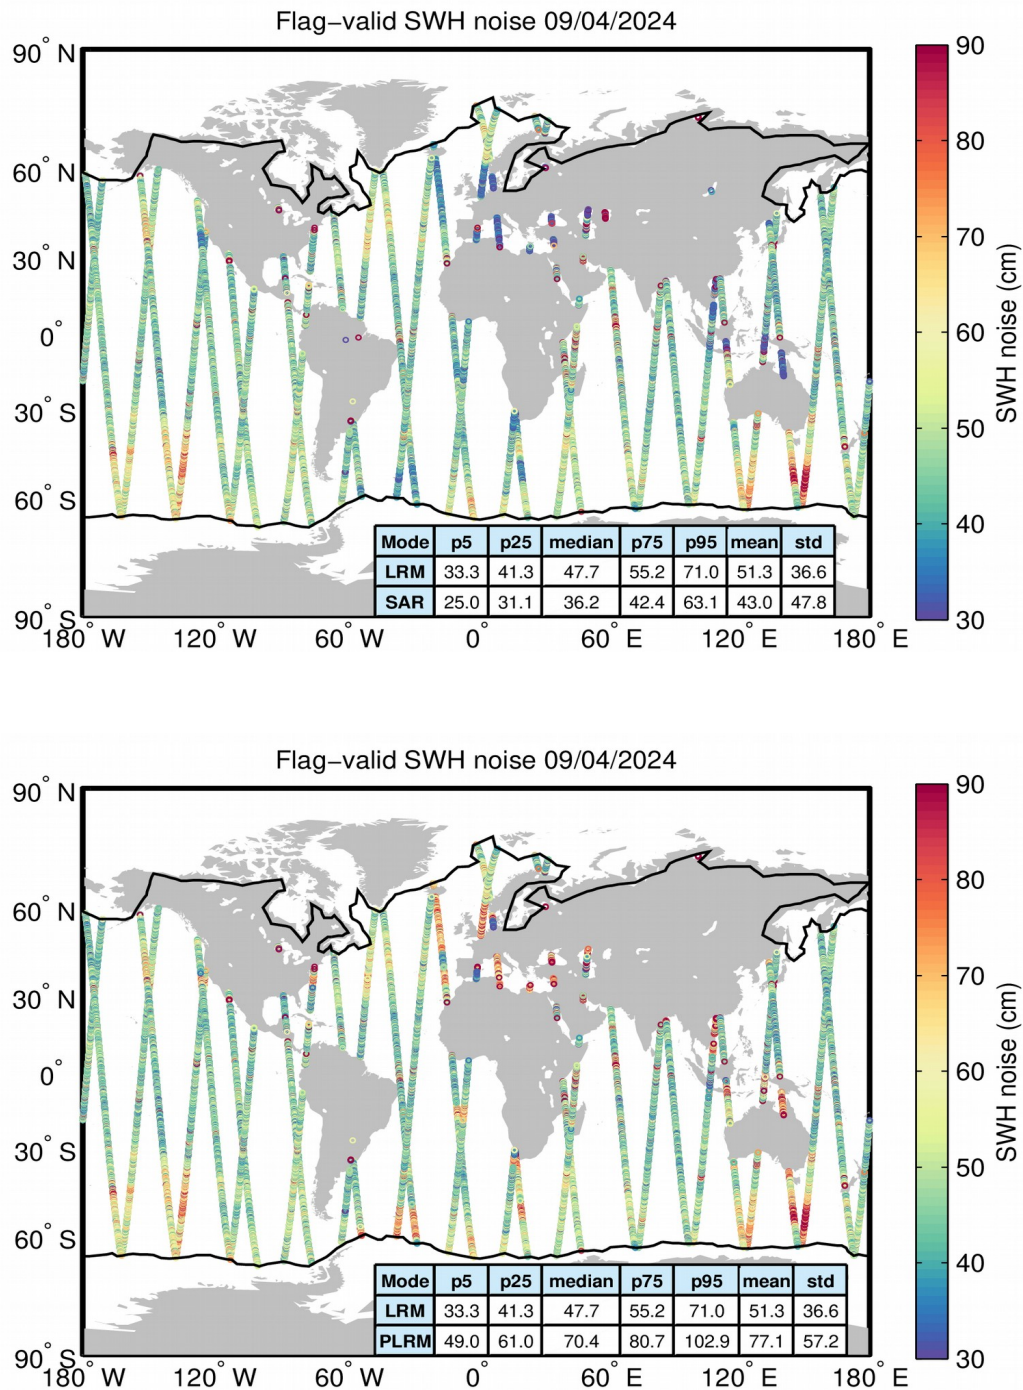 Flag−valid SWH noise 09/04/2024
90° N
60° N
30° N
0°
30° S
60° S
90° S
180° W 120° W 60° W 0° 60° E 120° E 180° E
90
80
70
60
50
40
30
SWH noise (cm)
Mode p5 p25 median p75 p95 mean std
LRM 33.3 41.3 47.7 55.2 71.0 51.3 36.6
SAR 25.0 31.1 36.2 42.4 63.1 43.0 47.8
Flag−valid SWH noise 09/04/2024
90° N
60° N
30° N
0°
30° S
60° S
90° S
180° W 120° W 60° W 0° 60° E 120° E 180° E
90
80
70
60
50
40
30
SWH noise (cm)
Mode p5 p25 median p75 p95 mean std
LRM 33.3 41.3 47.7 55.2 71.0 51.3 36.6
PLRM 49.0 61.0 70.4 80.7 102.9 77.1 57.2